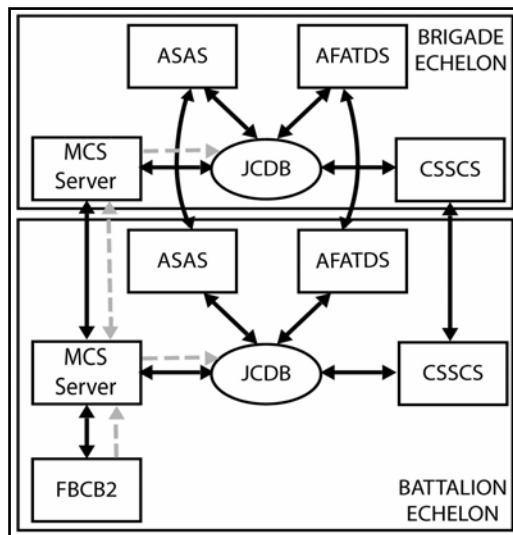 ASAS
AFATDS
BRIGADE
ECHELON
MCS
Server
JCDB
CSSCS
ASAS
AFATDS
MCS
Server
JCDB
CSSCS
FBCB2
BATTALION
ECHELON